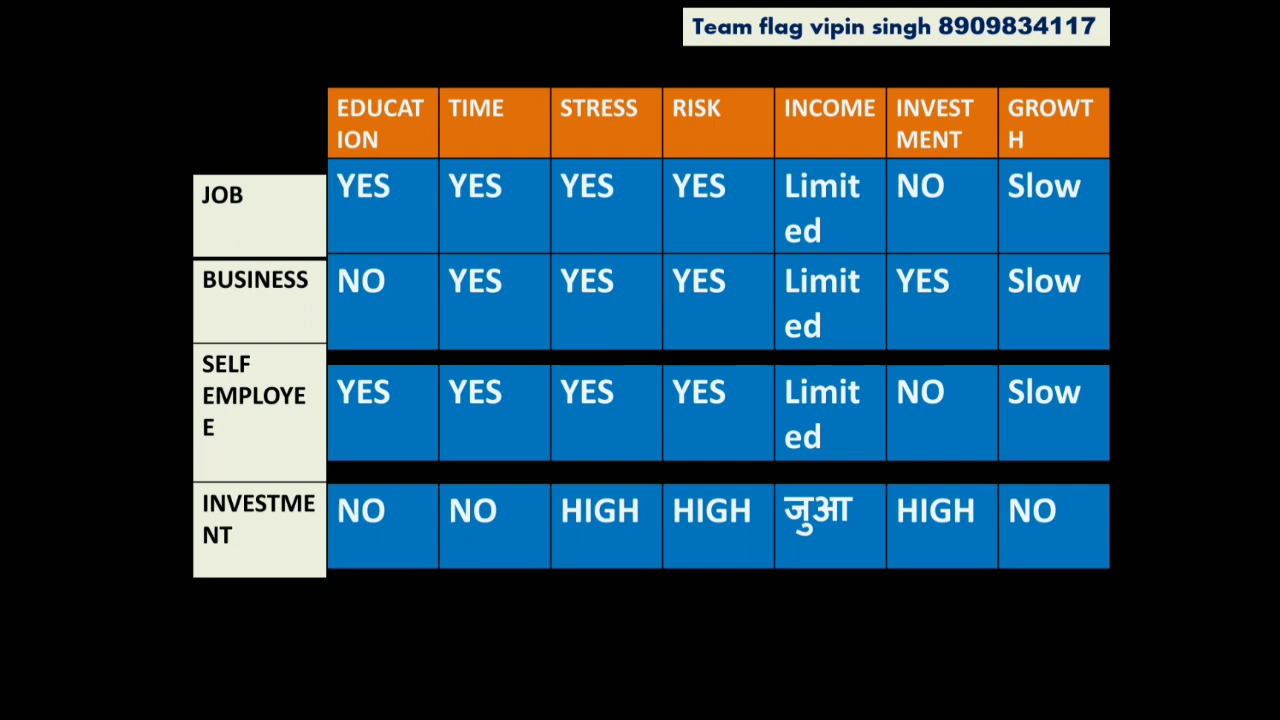 Team flag vipin singh 8909834117
EDUCAT
ION
TIME
STRESS
RISK
INCOME
INVEST
MENT
GROWT
H
JOB
YES
YES
YES
YES
Limit
ed
NO
Slow
BUSINESS
NO
YES
YES
YES
Limit
ed
YES
Slow
SELF
EMPLOYE
E
YES
YES
YES
YES
Limit
ed
NO
Slow
INVESTME
NT
NO
NO
HIGH
HIGH
जुआ
HIGH
NO